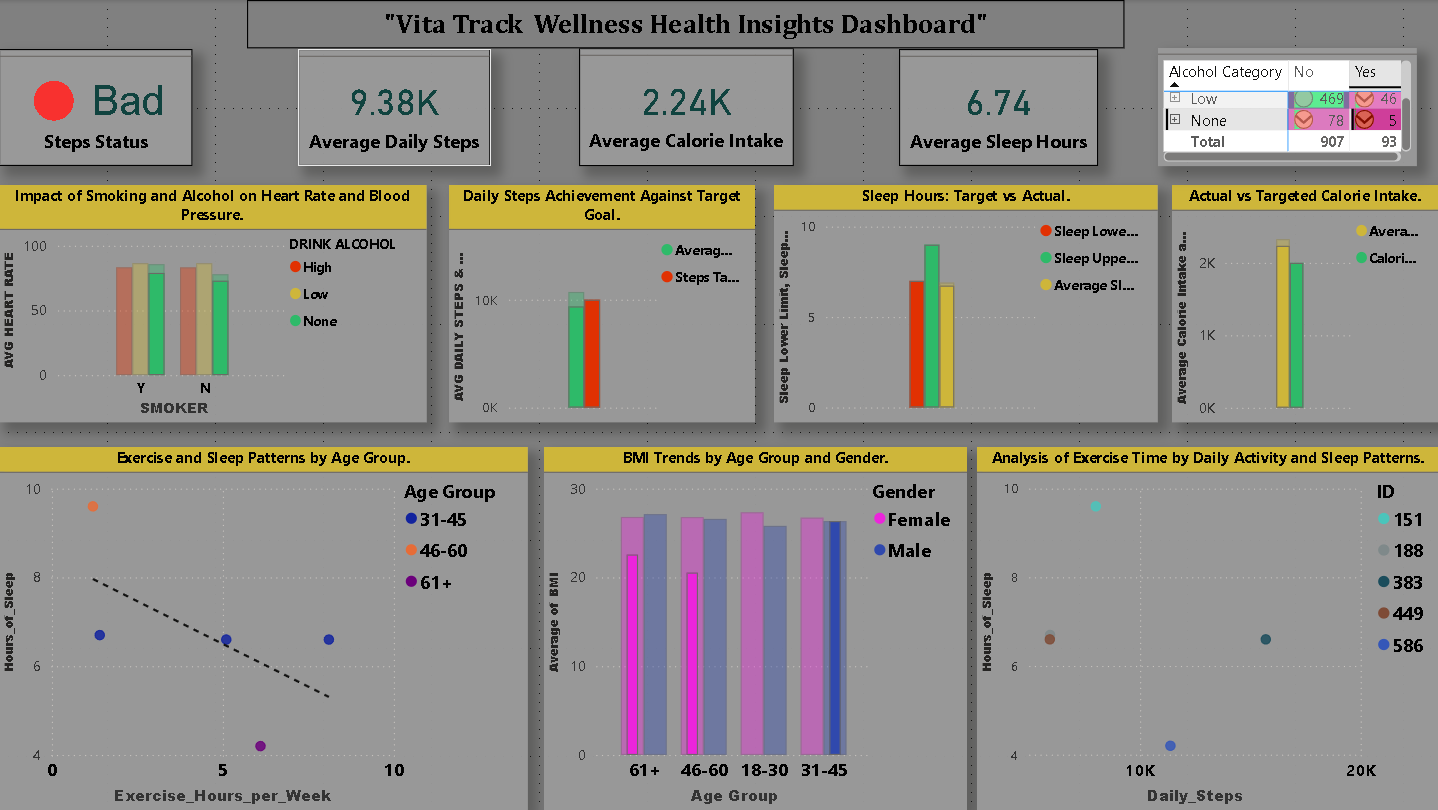 "Vita Track Wellness Health Insights Dashboard"
Bad
Steps Status
9.38K
Average Daily Steps
2.24K
Average Calorie Intake
6.74
Average Sleep Hours
Alcohol Category No Yes
Low 469 46
None 78 5
Total 907 93
Impact of Smoking and Alcohol on Heart Rate and Blood
Pressure.
AVG HEART RATE
100
50
0
Y N
SMOKER
DRINK ALCOHOL
High
Low
None
Daily Steps Achievement Against Target
Goal.
AVG DAILY STEPS & ...
10K
0K
Averag...
Steps Ta...
Sleep Hours: Target vs Actual.
Sleep Lower Limit, Sleep...
10
5
0
Sleep Lowe...
Sleep Uppe...
Average Sl...
Actual vs Targeted Calorie Intake.
Average Calorie Intake a...
2K
1K
0K
Avera...
Calori...
Exercise and Sleep Patterns by Age Group.
Hours_of_Sleep
10
8
6
4
0 5 10
Exercise_Hours_per_Week
Age Group
31-45
46-60
61+
BMI Trends by Age Group and Gender.
Average of BMI
30
20
10
0
61+ 46-60 18-30 31-45
Age Group
Gender
Female
Male
Analysis of Exercise Time by Daily Activity and Sleep Patterns.
Hours_of_Sleep
10
8
6
4
10K 20K
Daily_Steps
ID
151
188
383
449
586